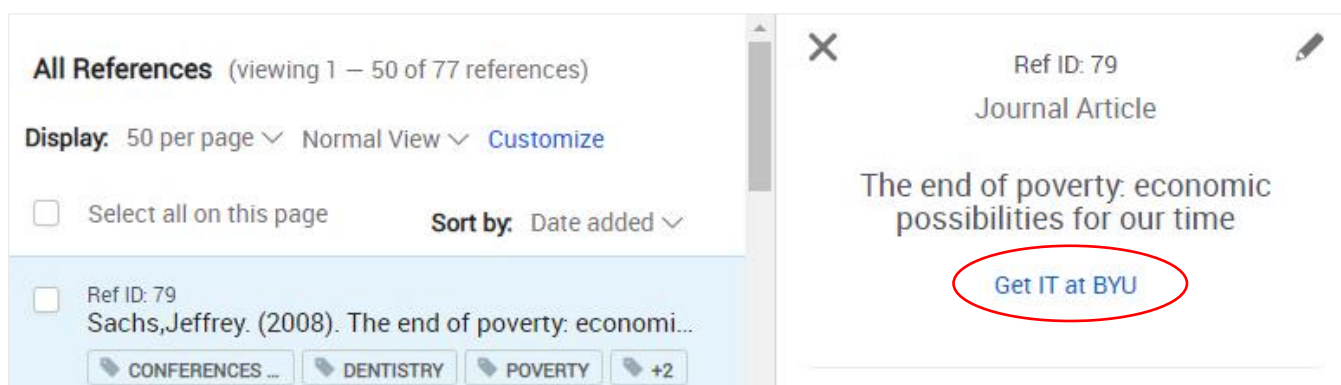 All References (viewing 1 – 50 of 77 references)
Display: 50 per page Normal View Customize
Select all on this page Sort by: Date added
Ref ID: 79
Sachs,Jeffrey. (2008). The end of poverty: economi...
CONFERENCES ... DENTISTRY POVERTY +2
Ref ID: 79
Journal Article
The end of poverty: economic
possibilities for our time
Get IT at BYU